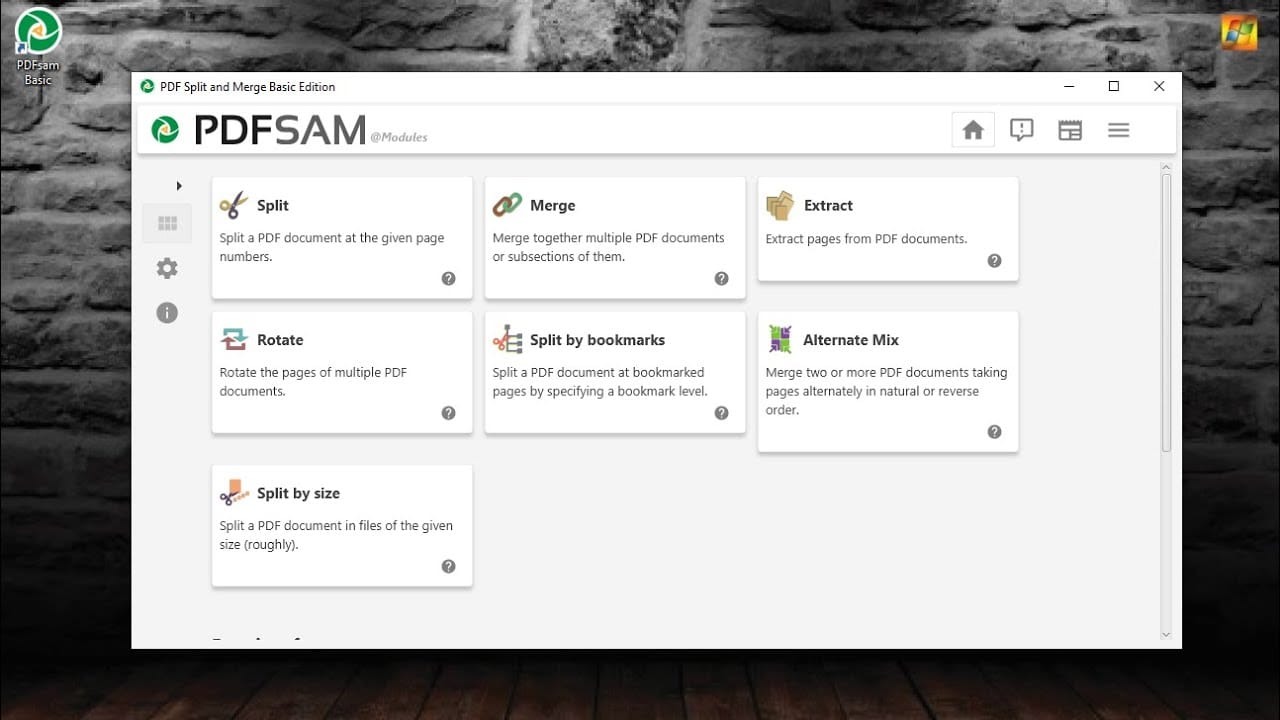 PDFsam
Basic
PDF Split and Merge Basic Edition
PDFSAM @Modules
Split
Split a PDF document at the given page
numbers.
Merge
Merge together multiple PDF documents
or subsections of them.
Extract
Extract pages from PDF documents.
Rotate
Rotate the pages of multiple PDF
documents.
Split by bookmarks
Split a PDF document at bookmarked
pages by specifying a bookmark level.
Alternate Mix
Merge two or more PDF documents taking
pages alternately in natural or reverse
order.
Split by size
Split a PDF document in files of the given
size (roughly).